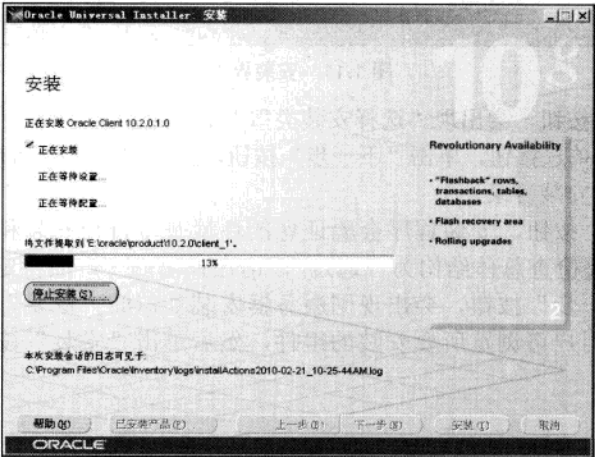 Oracle Universal Installer: 安装
10g
安装
正在安装 Oracle Client 10.2.0.1.0
正在安装
正在等待设置...
正在等待配置...
Revolutionary Availability
• "Flashback" rows, transactions, tables, databases
• Flash recovery area
• Rolling upgrades
将文件提取到 'E:\oracle\product\10.2.0\client_1'。
13%
停止安装(S)...
本次安装会话的日志可见于:
C:\Program Files\Oracle\Inventory\logs\installActions2010-02-21_10-25-44AM.log
帮助(H)
已安装产品(P)...
上一步(B)
下一步(N)
安装(I)
取消
ORACLE